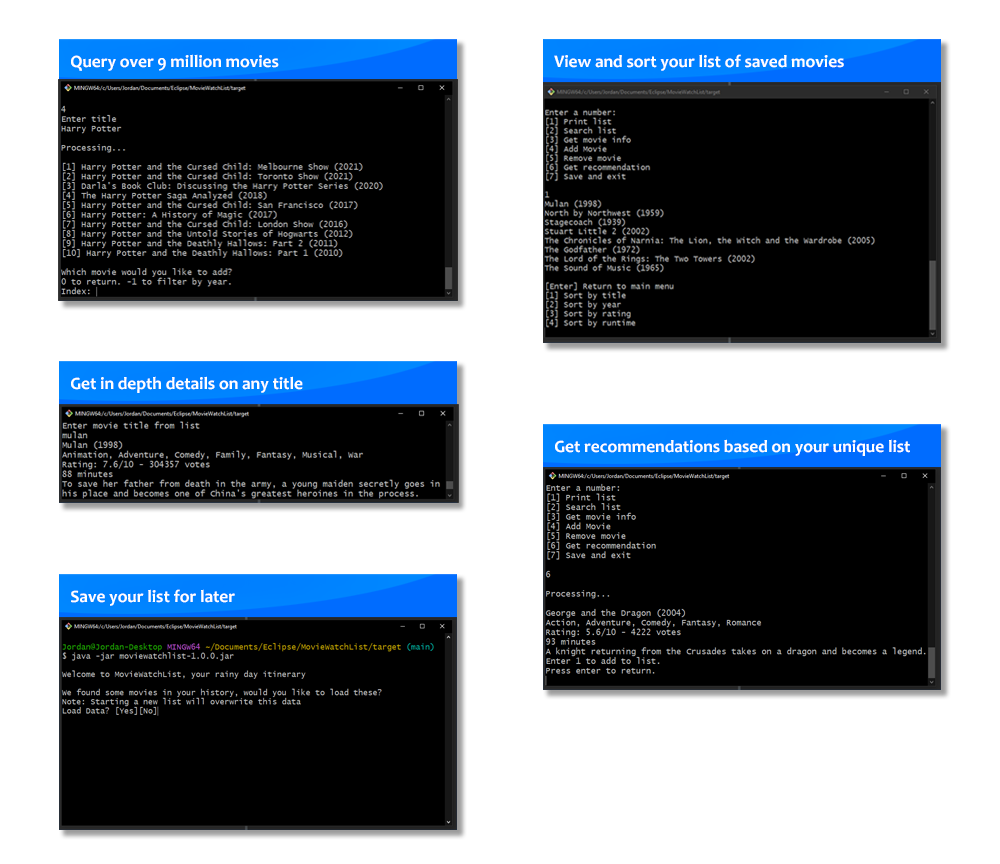 Query over 9 million movies
MINGW64:/c/Users/Jordan/Documents/Eclipse/MovieWatchList/target
4
Enter title
Harry Potter
Processing...
[1] Harry Potter and the Cursed Child: Melbourne Show (2021)
[2] Harry Potter and the Cursed Child: Toronto Show (2021)
[3] Darla's Book Club: Discussing the Harry Potter Series (2020)
[4] The Harry Potter Saga Analyzed (2018)
[5] Harry Potter and the Cursed Child: San Francisco (2017)
[6] Harry Potter: A History of Magic (2017)
[7] Harry Potter and the Cursed Child: London Show (2016)
[8] Harry Potter and the Untold Stories of Hogwarts (2012)
[9] Harry Potter and the Deathly Hallows: Part 2 (2011)
[10] Harry Potter and the Deathly Hallows: Part 1 (2010)
Which movie would you like to add?
0 to return. -1 to filter by year.
Index:
Get in depth details on any title
MINGW64:/c/Users/Jordan/Documents/Eclipse/MovieWatchList/target
Enter movie title from list
mulan
Mulan (1998)
Animation, Adventure, Comedy, Family, Fantasy, Musical, War
Rating: 7.6/10 - 304357 votes
88 minutes
To save her father from death in the army, a young maiden secretly goes in
his place and becomes one of China's greatest heroines in the process.
Save your list for later
MINGW64:/c/Users/Jordan/Documents/Eclipse/MovieWatchList/target
Jordan@Jordan-Desktop MINGW64 ~/Documents/Eclipse/MovieWatchList/target (main)
$ java -jar moviewatchlist-1.0.0.jar
Welcome to MovieWatchList, your rainy day itinerary
We found some movies in your history, would you like to load these?
Note: Starting a new list will overwrite this data
Load Data? [Yes][No]
View and sort your list of saved movies
MINGW64:/c/Users/Jordan/Documents/Eclipse/MovieWatchList/target
Enter a number:
[1] Print list
[2] Search list
[3] Get movie info
[4] Add Movie
[5] Remove movie
[6] Get recommendation
[7] Save and exit
1
Mulan (1998)
North by Northwest (1959)
Stagecoach (1939)
Stuart Little 2 (2002)
The Chronicles of Narnia: The Lion, the Witch and the Wardrobe (2005)
The Godfather (1972)
The Lord of the Rings: The Two Towers (2002)
The Sound of Music (1965)
[Enter] Return to main menu
[1] Sort by title
[2] Sort by year
[3] Sort by rating
[4] Sort by runtime
Get recommendations based on your unique list
MINGW64:/c/Users/Jordan/Documents/Eclipse/MovieWatchList/target
Enter a number:
[1] Print list
[2] Search list
[3] Get movie info
[4] Add Movie
[5] Remove movie
[6] Get recommendation
[7] Save and exit
6
Processing...
George and the Dragon (2004)
Action, Adventure, Comedy, Fantasy, Romance
Rating: 5.6/10 - 4222 votes
93 minutes
A knight returning from the Crusades takes on a dragon and becomes a legend.
Enter 1 to add to list.
Press enter to return.